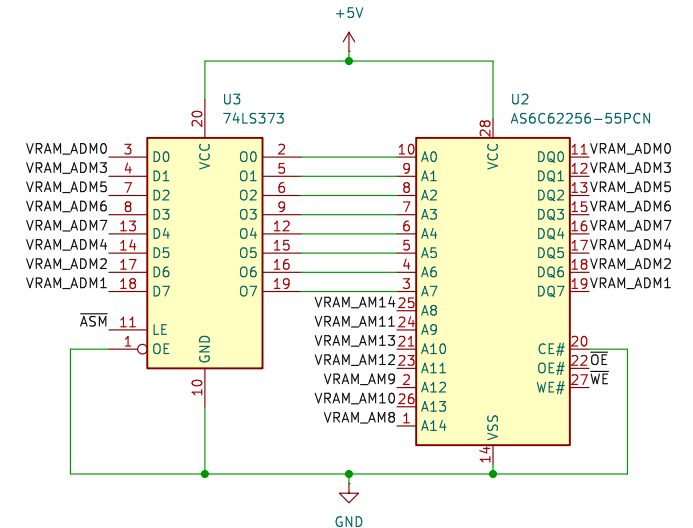 +5V
U3
74LS373
U2
AS6C62256-55PCN
20
VCC
28
VCC
VRAM_ADM0 3 D0 O0 2
VRAM_ADM3 4 D1 O1 5
VRAM_ADM5 7 D2 O2 6
VRAM_ADM6 8 D3 O3 9
VRAM_ADM7 13 D4 O4 12
VRAM_ADM4 14 D5 O5 15
VRAM_ADM2 17 D6 O6 16
VRAM_ADM1 18 D7 O7 19
ASM 11 LE
1 OE
GND
10
10 A0 DQ0 11 VRAM_ADM0
9 A1 DQ1 12 VRAM_ADM3
8 A2 DQ2 13 VRAM_ADM5
7 A3 DQ3 15 VRAM_ADM6
6 A4 DQ4 16 VRAM_ADM7
5 A5 DQ5 17 VRAM_ADM4
4 A6 DQ6 18 VRAM_ADM2
3 A7 DQ7 19 VRAM_ADM1
VRAM_AM14 25 A8
VRAM_AM11 24 A9
VRAM_AM13 21 A10 CE# 20
VRAM_AM12 23 A11 OE# 22 OE
VRAM_AM9 2 A12 WE# 27 WE
VRAM_AM10 26 A13
VRAM_AM8 1 A14
VSS
14
GND